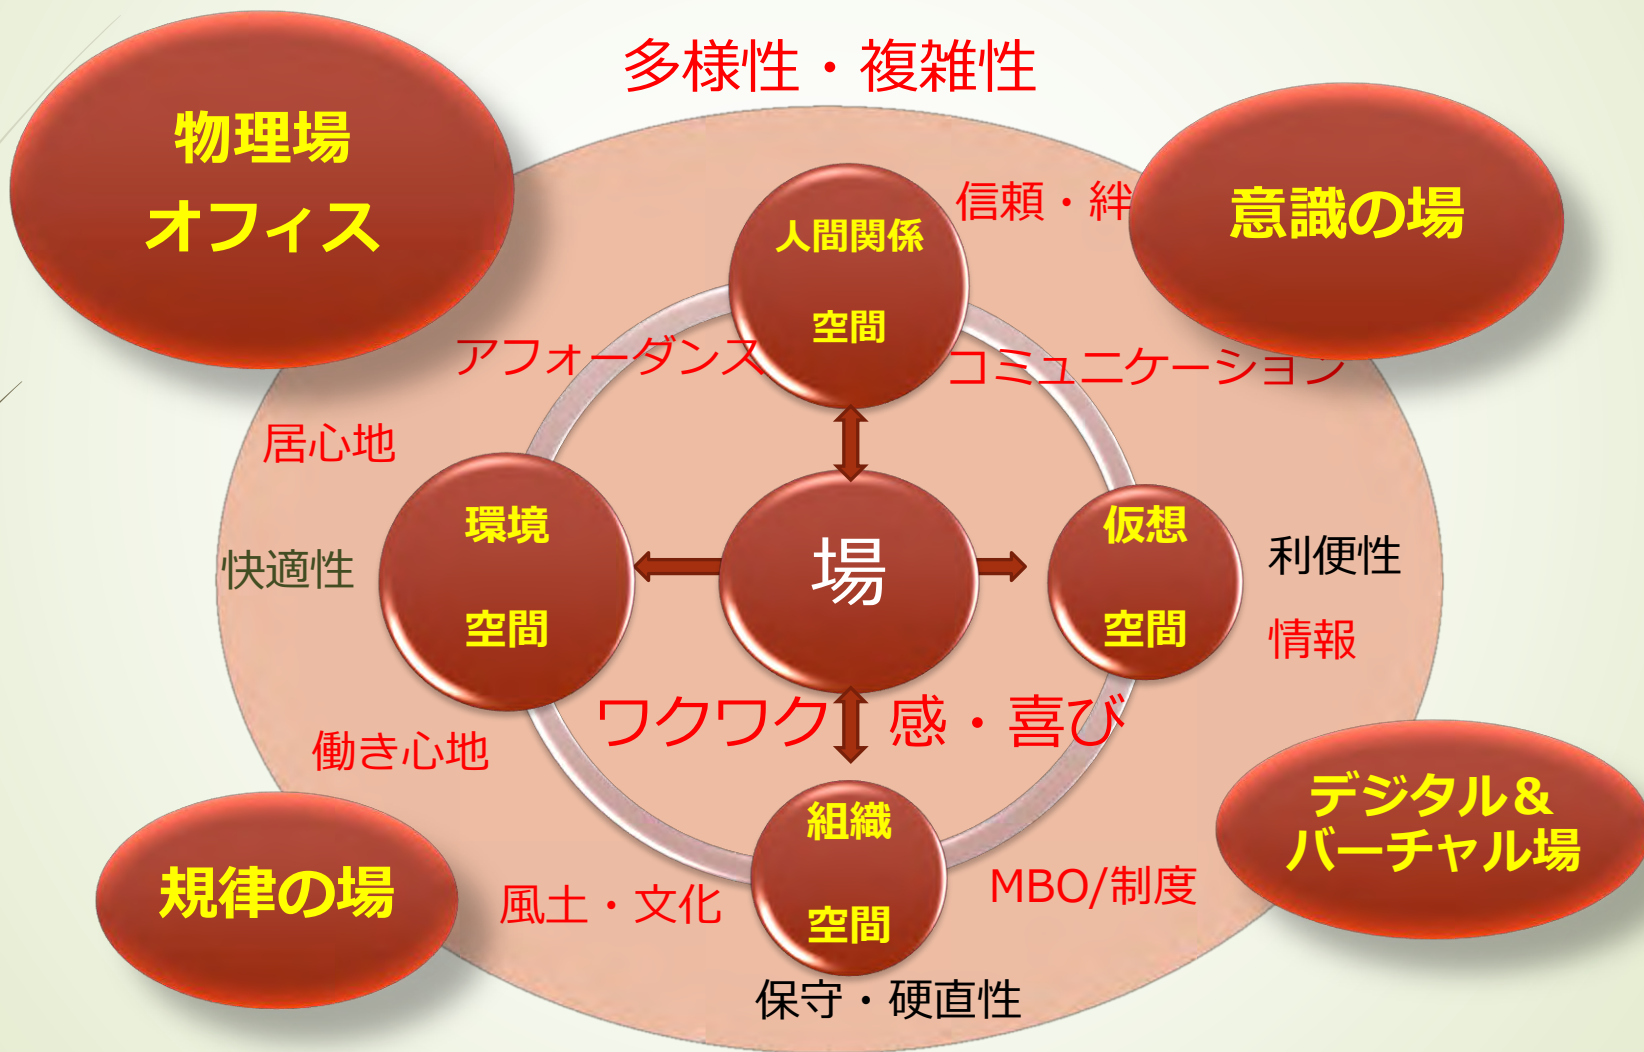 多様性・複雑性
物理場
オフィス
意識の場
人間関係
空間
信頼・絆
アフォーダンス
コミュニケーション
居心地
環境
空間
場
仮想
空間
快適性
利便性
情報
ワクワク 感・喜び
働き心地
組織
空間
デジタル＆
バーチャル場
規律の場
風土・文化
MBO/制度
保守・硬直性